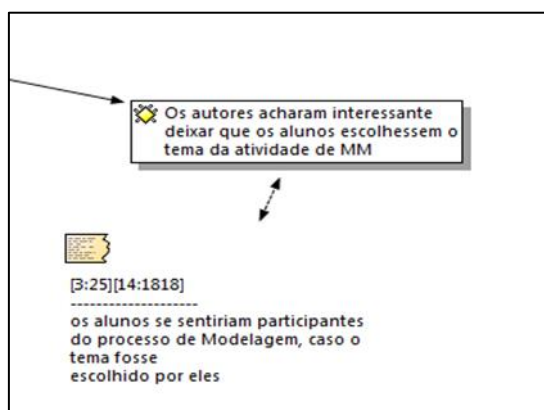 Os autores acharam interessante
deixar que os alunos escolhessem o
tema da atividade de MM
[3:25][14:1818]
--------------------
os alunos se sentiriam participantes
do processo de Modelagem, caso o
tema fosse
escolhido por eles